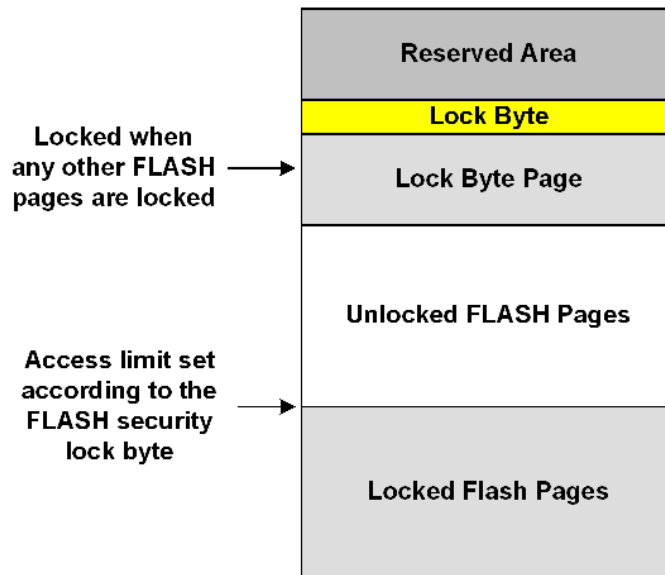 Reserved Area
Lock Byte
Locked when
any other FLASH
pages are locked
Lock Byte Page
Unlocked FLASH Pages
Access limit set
according to the
FLASH security
lock byte
Locked Flash Pages